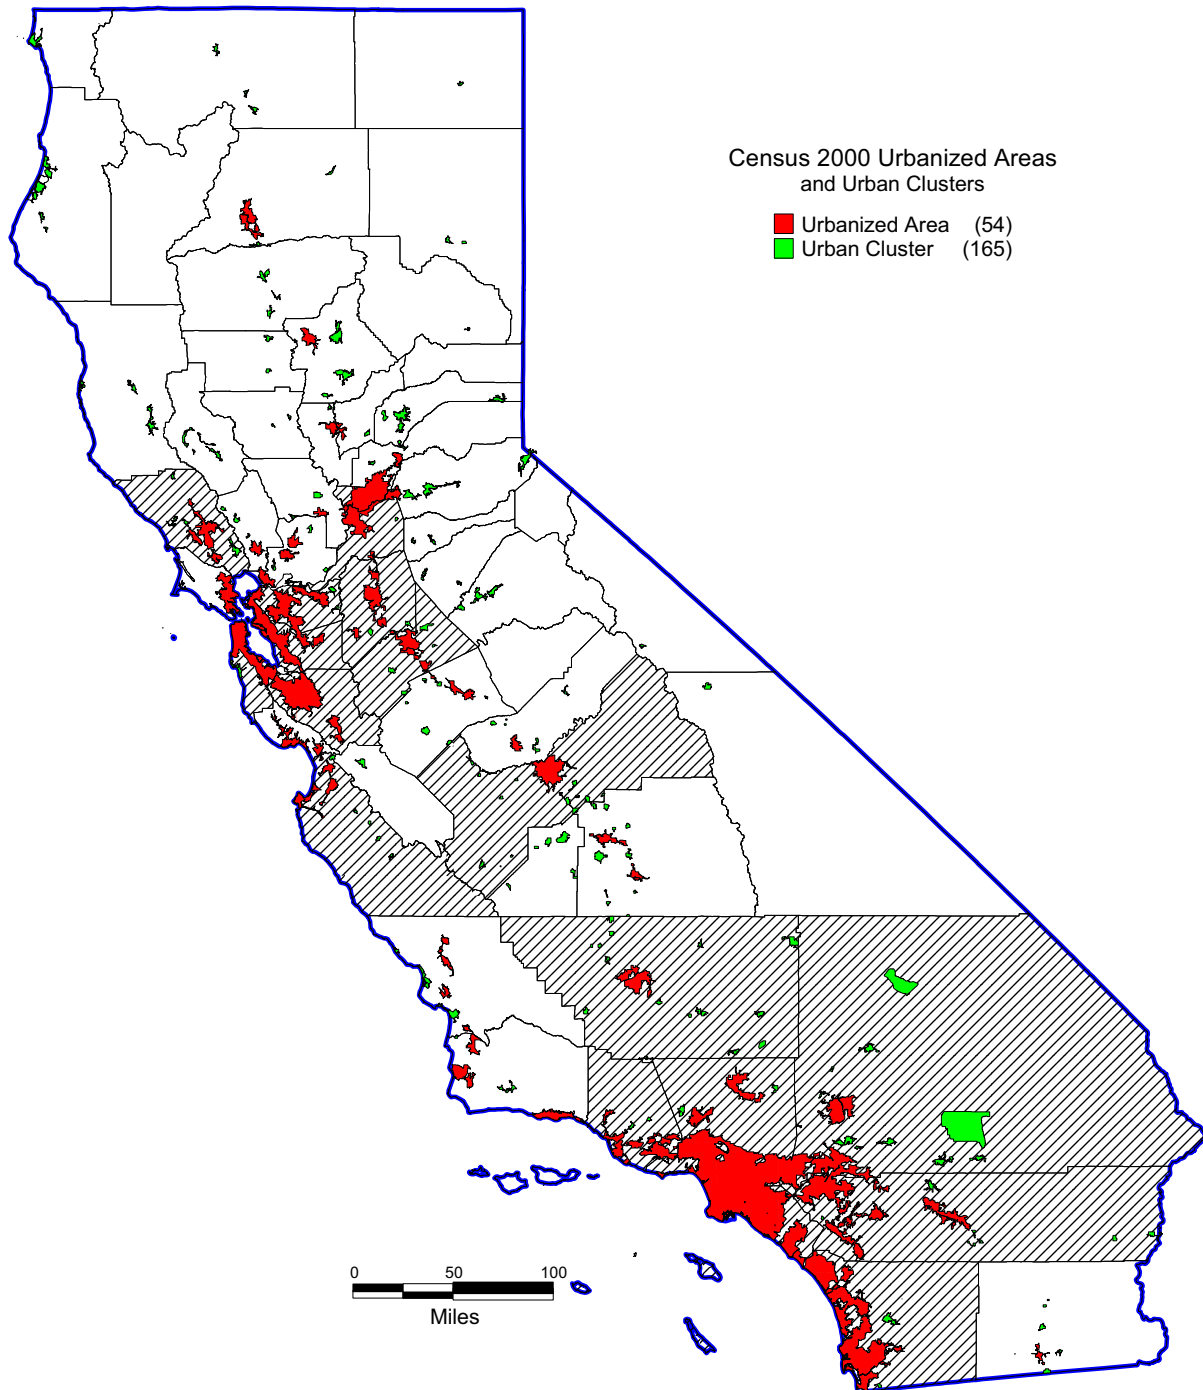 Census 2000 Urbanized Areas
and Urban Clusters
Urbanized Area (54)
Urban Cluster (165)
0 50 100
Miles